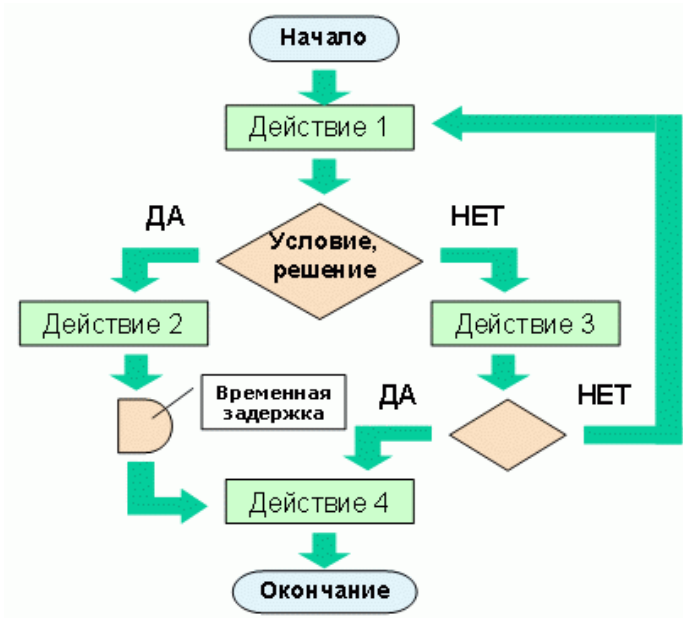 Начало
Действие 1
ДА
НЕТ
Условие,
решение
Действие 2
Действие 3
Временная
задержка
ДА
НЕТ
Действие 4
Окончание